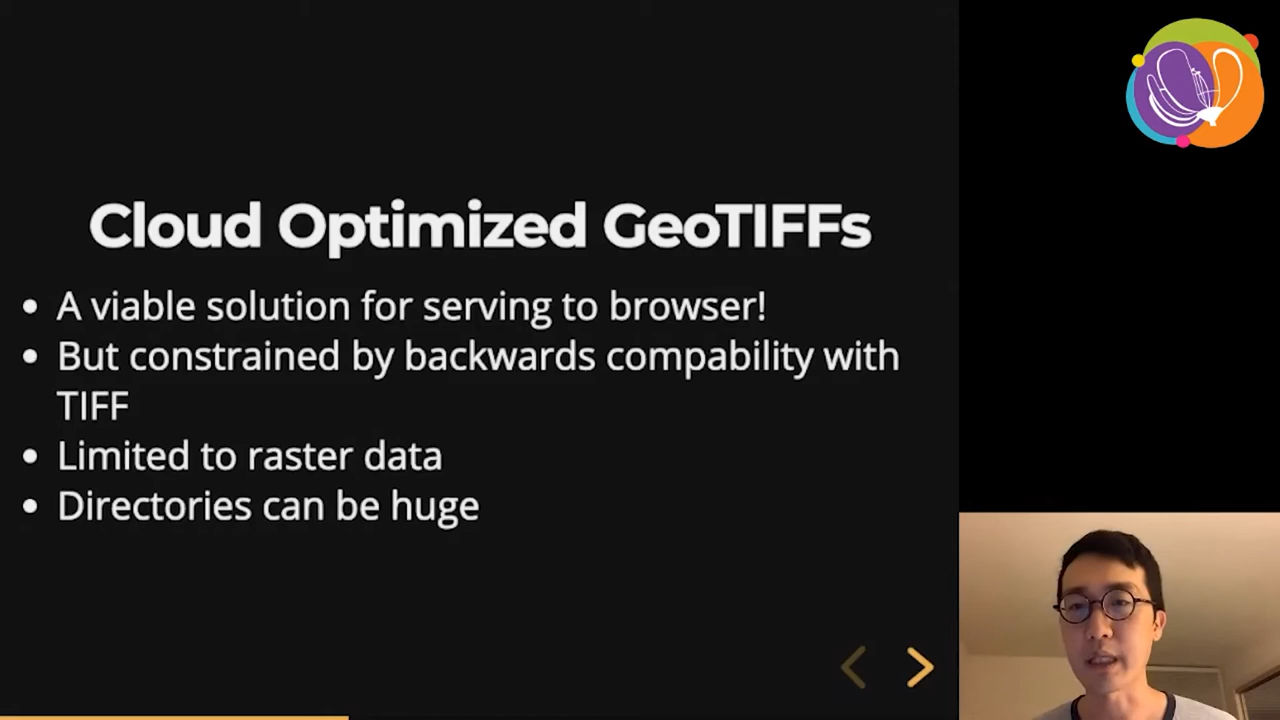 Cloud Optimized GeoTIFFs
• A viable solution for serving to browser!
• But constrained by backwards compability with
TIFF
• Limited to raster data
• Directories can be huge